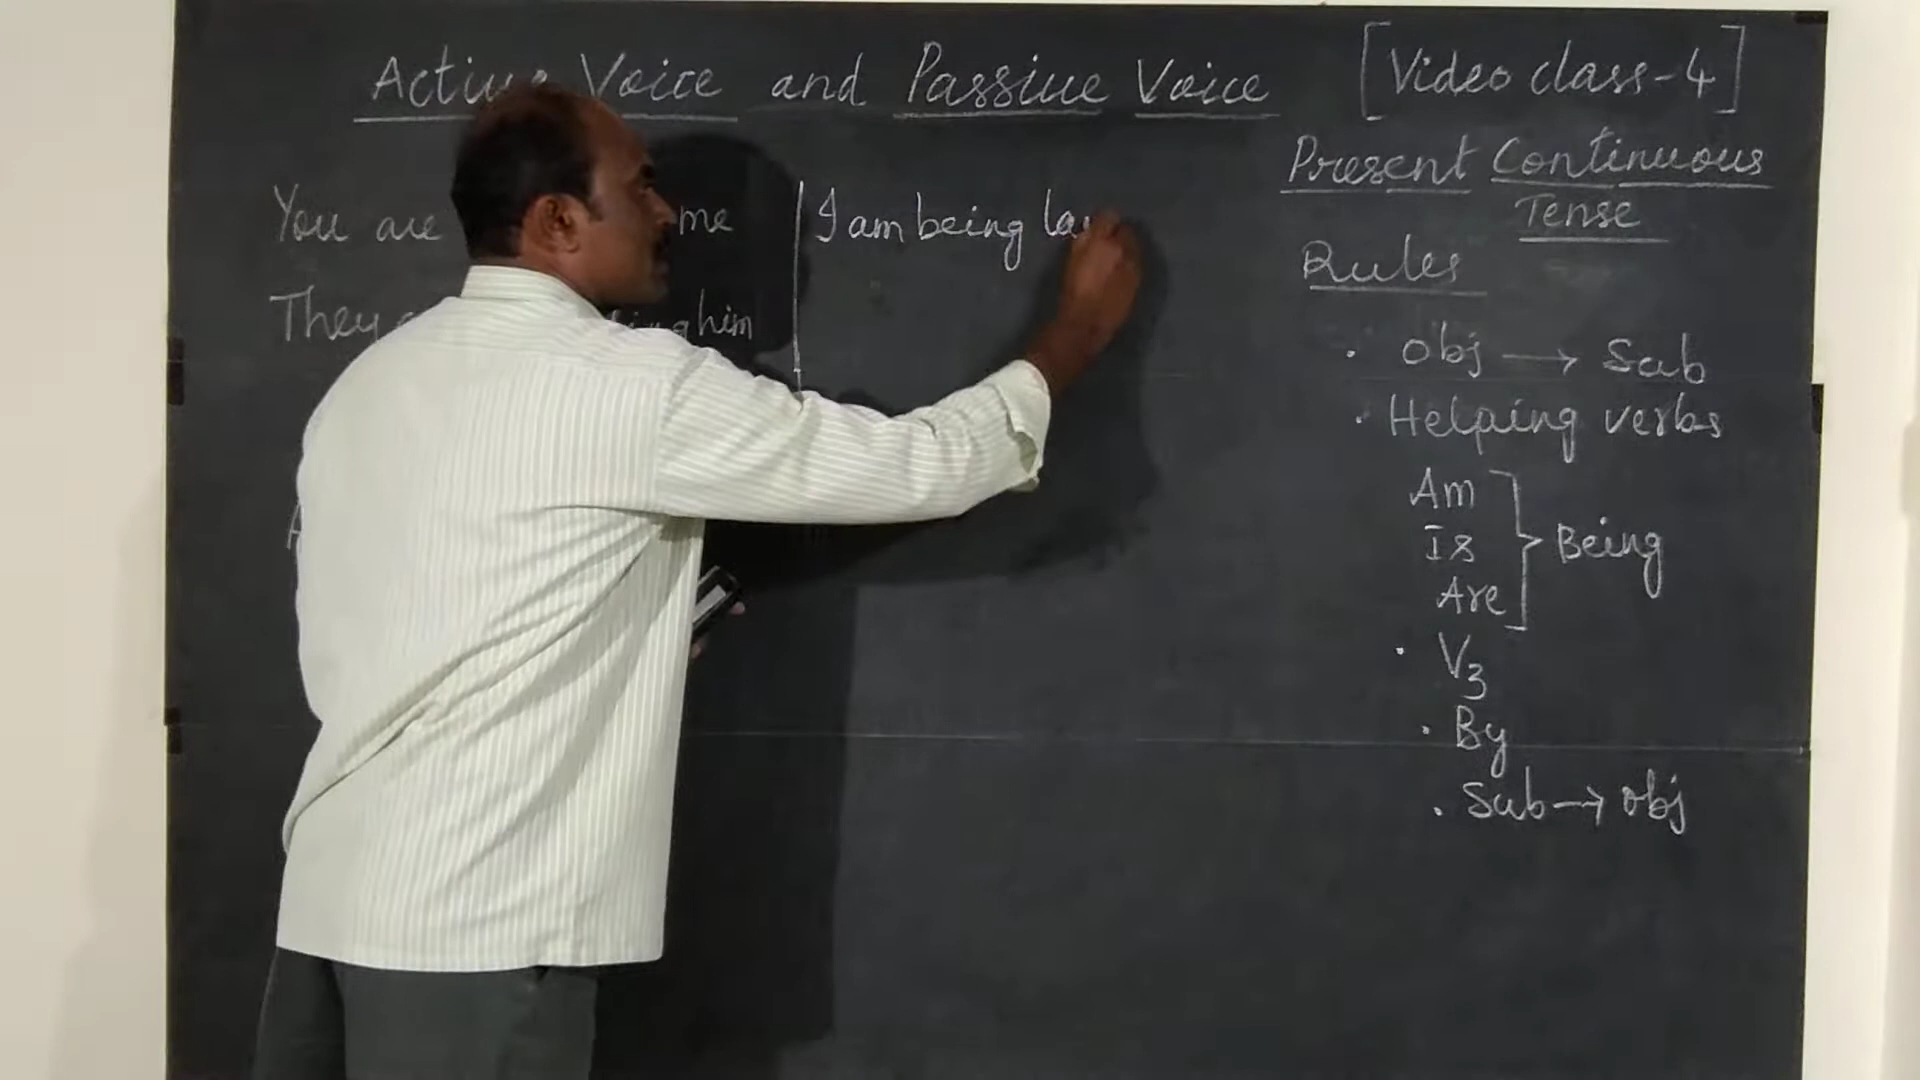 Active Voice and Passive Voice
[Video class-4]
Present Continuous
Tense
You are me
I am being
They him
Rules
. Obj → Sub
. Helping verbs
Am
Is
Are
Being
. V3
. By
. Sub → Obj